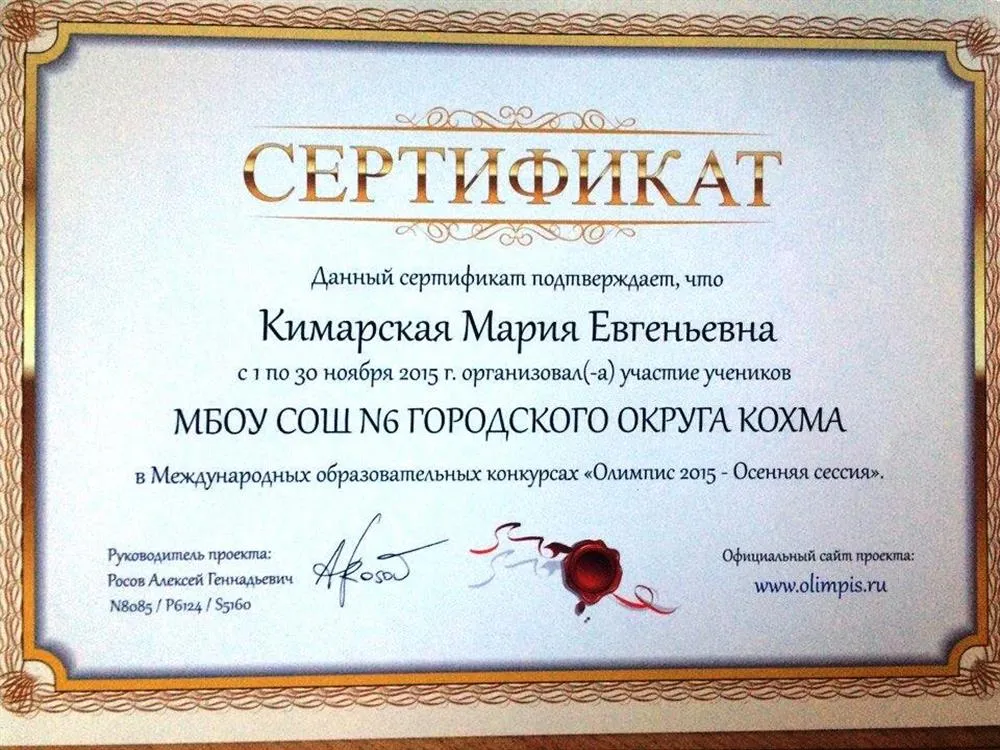 СЕРТИФИКАТ
Данный сертификат подтверждает, что
Кимарская Мария Евгеньевна
с 1 по 30 ноября 2015 г. организовал(-а) участие учеников
МБОУ СОШ N6 ГОРОДСКОГО ОКРУГА КОХМА
в Международных образовательных конкурсах «Олимпис 2015 - Осенняя сессия».
Руководитель проекта:
Росов Алексей Геннадьевич
N8085 / P6124 / S5160
ARosov
Официальный сайт проекта:
www.olimpis.ru